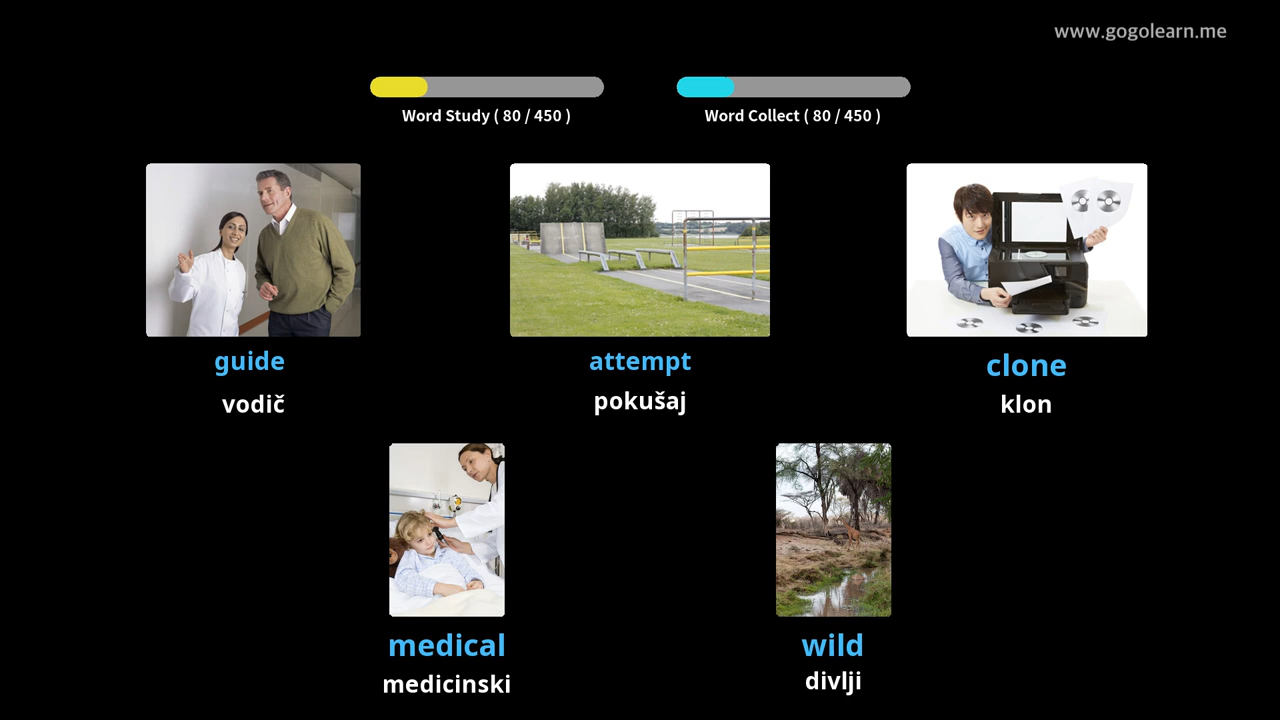 www.gogolearn.me
Word Study ( 80 / 450 )
Word Collect ( 80 / 450 )
guide
vodič
attempt
pokušaj
clone
klon
medical
medicinski
wild
divlji